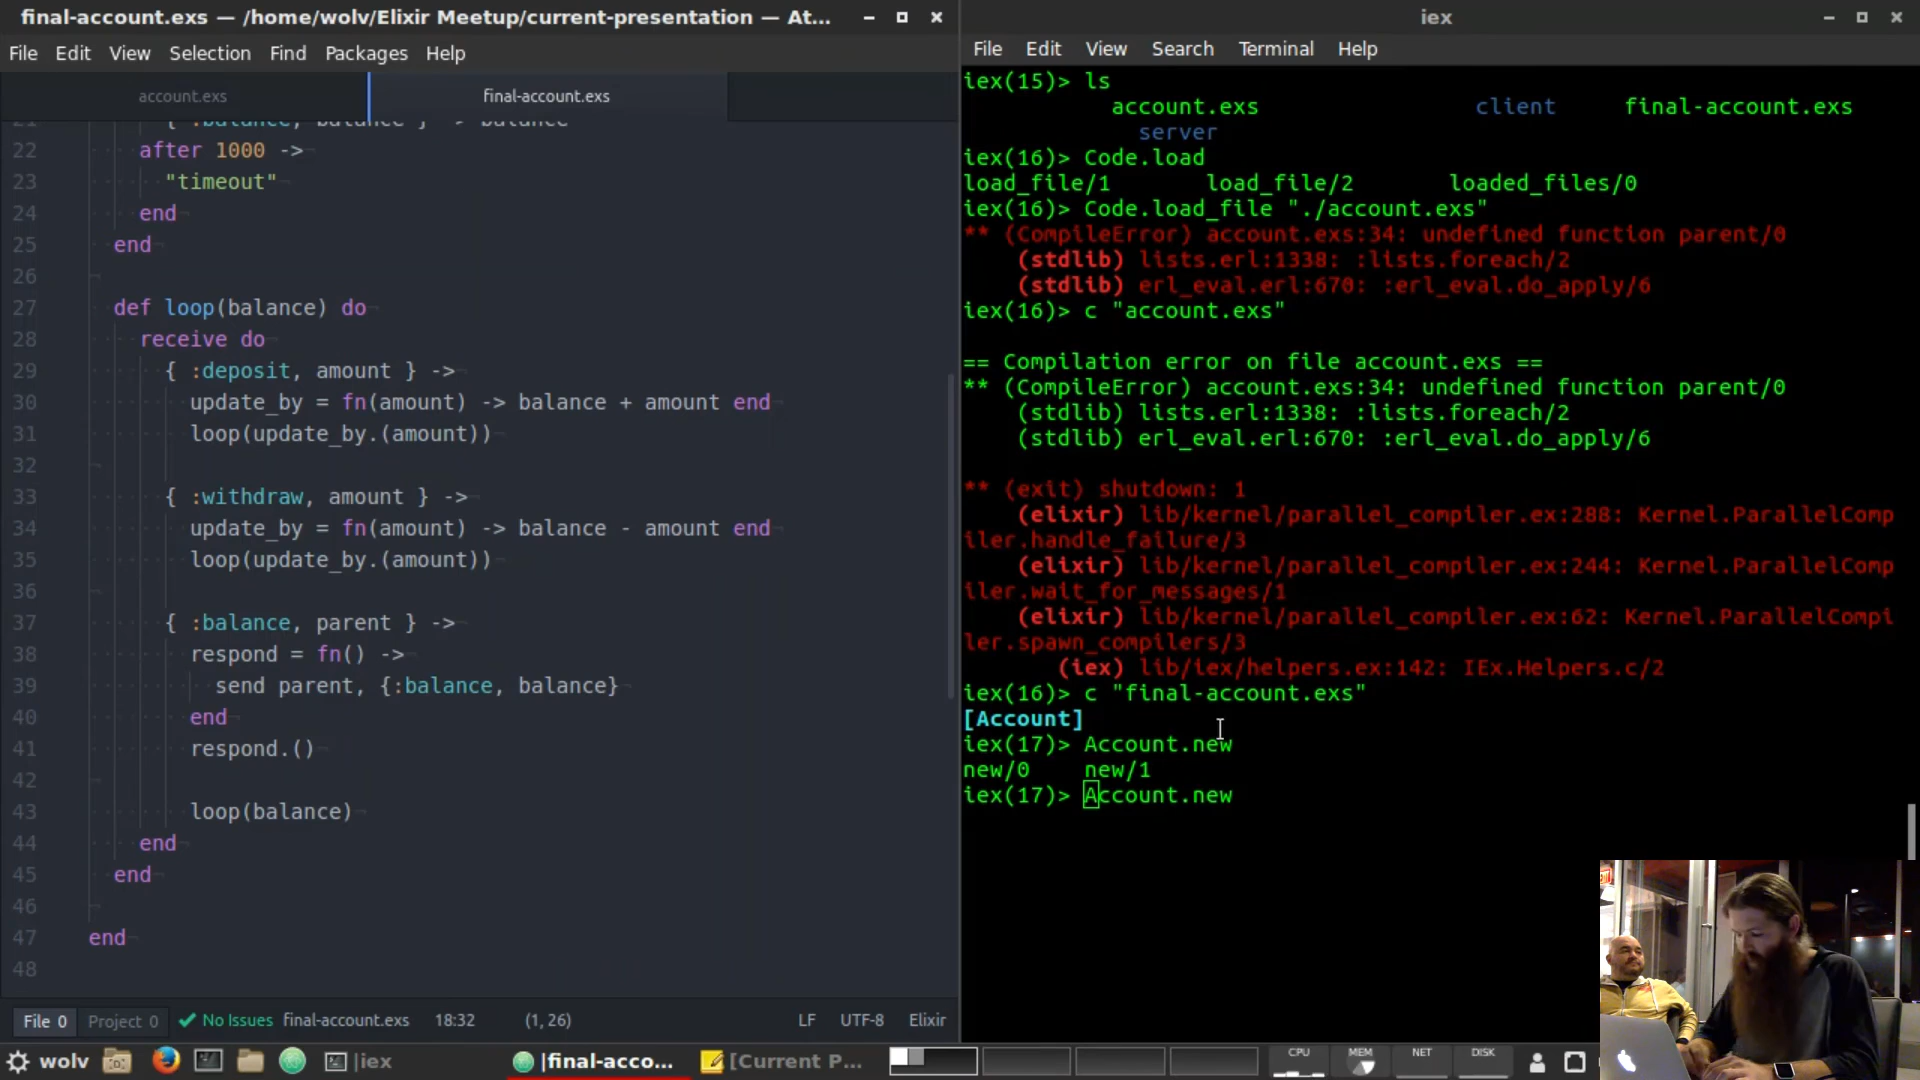 final-account.exs — /home/wolv/Elixir Meetup/current-presentation — At...
File Edit View Selection Find Packages Help
account.exs
final-account.exs
21 { :balance, balance } -> balance
22 after 1000 ->
23 "timeout"
24 end
25 end
26
27 def loop(balance) do
28 receive do
29 { :deposit, amount } ->
30 update_by = fn(amount) -> balance + amount end
31 loop(update_by.(amount))
32
33 { :withdraw, amount } ->
34 update_by = fn(amount) -> balance - amount end
35 loop(update_by.(amount))
36
37 { :balance, parent } ->
38 respond = fn() ->
39 send parent, {:balance, balance}
40 end
41 respond.()
42
43 loop(balance)
44 end
45 end
46
47 end
48
File 0 Project 0 No Issues final-account.exs 18:32 (1, 26) LF UTF-8 Elixir
iex
File Edit View Search Terminal Help
iex(15)> ls
account.exs client final-account.exs
server
iex(16)> Code.load
load_file/1 load_file/2 loaded_files/0
iex(16)> Code.load_file "./account.exs"
** (CompileError) account.exs:34: undefined function parent/0
(stdlib) lists.erl:1338: :lists.foreach/2
(stdlib) erl_eval.erl:670: :erl_eval.do_apply/6
iex(16)> c "account.exs"
== Compilation error on file account.exs ==
** (CompileError) account.exs:34: undefined function parent/0
(stdlib) lists.erl:1338: :lists.foreach/2
(stdlib) erl_eval.erl:670: :erl_eval.do_apply/6
** (exit) shutdown: 1
(elixir) lib/kernel/parallel_compiler.ex:288: Kernel.ParallelComp
iler.handle_failure/3
(elixir) lib/kernel/parallel_compiler.ex:244: Kernel.ParallelComp
iler.wait_for_messages/1
(elixir) lib/kernel/parallel_compiler.ex:62: Kernel.ParallelCompi
ler.spawn_compilers/3
(iex) lib/iex/helpers.ex:142: IEx.Helpers.c/2
iex(16)> c "final-account.exs"
[Account]
iex(17)> Account.new
new/0 new/1
iex(17)> Account.new
wolv |iex |final-acco... [Current P... CPU MEM NET DISK